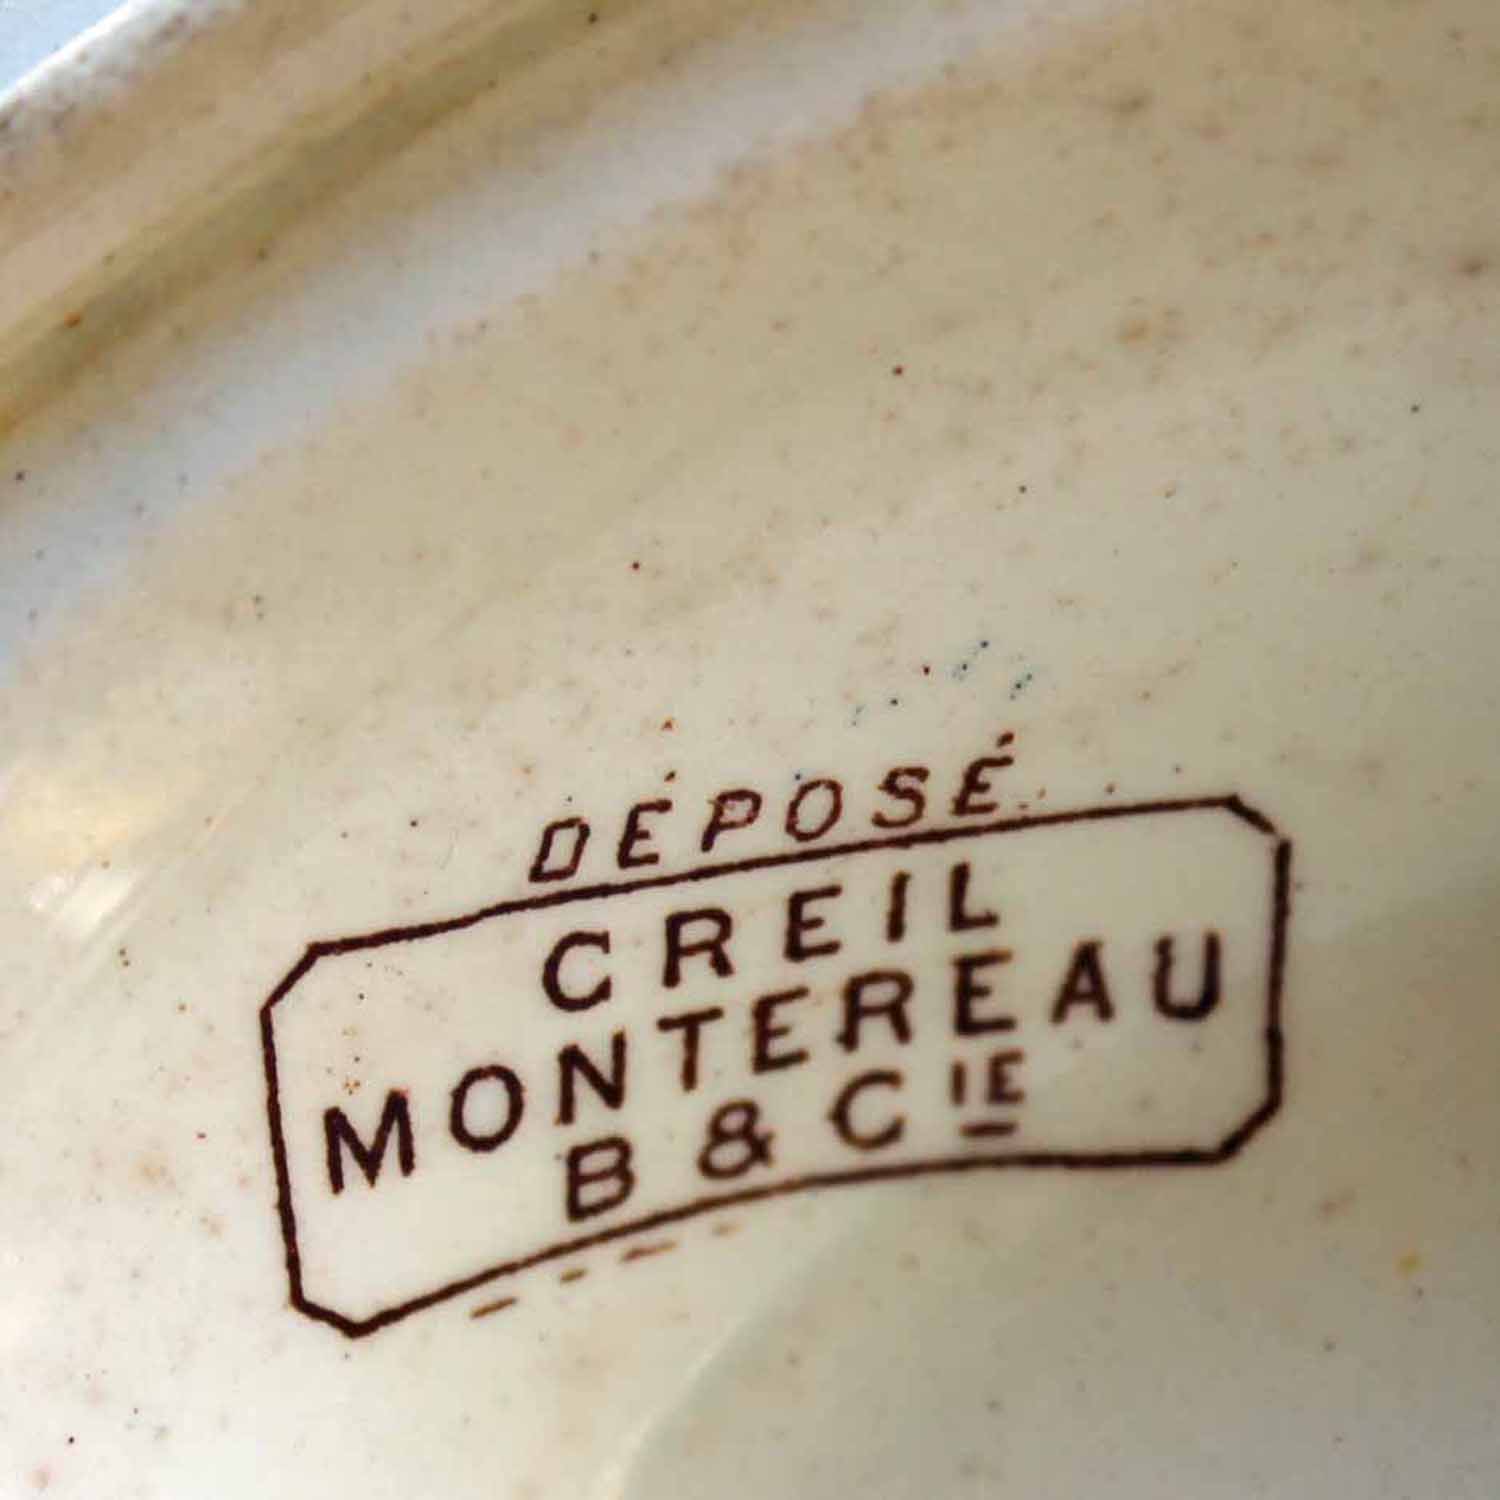 DÉPOSÉ
CREIL
MONTEREAU
B & CIE